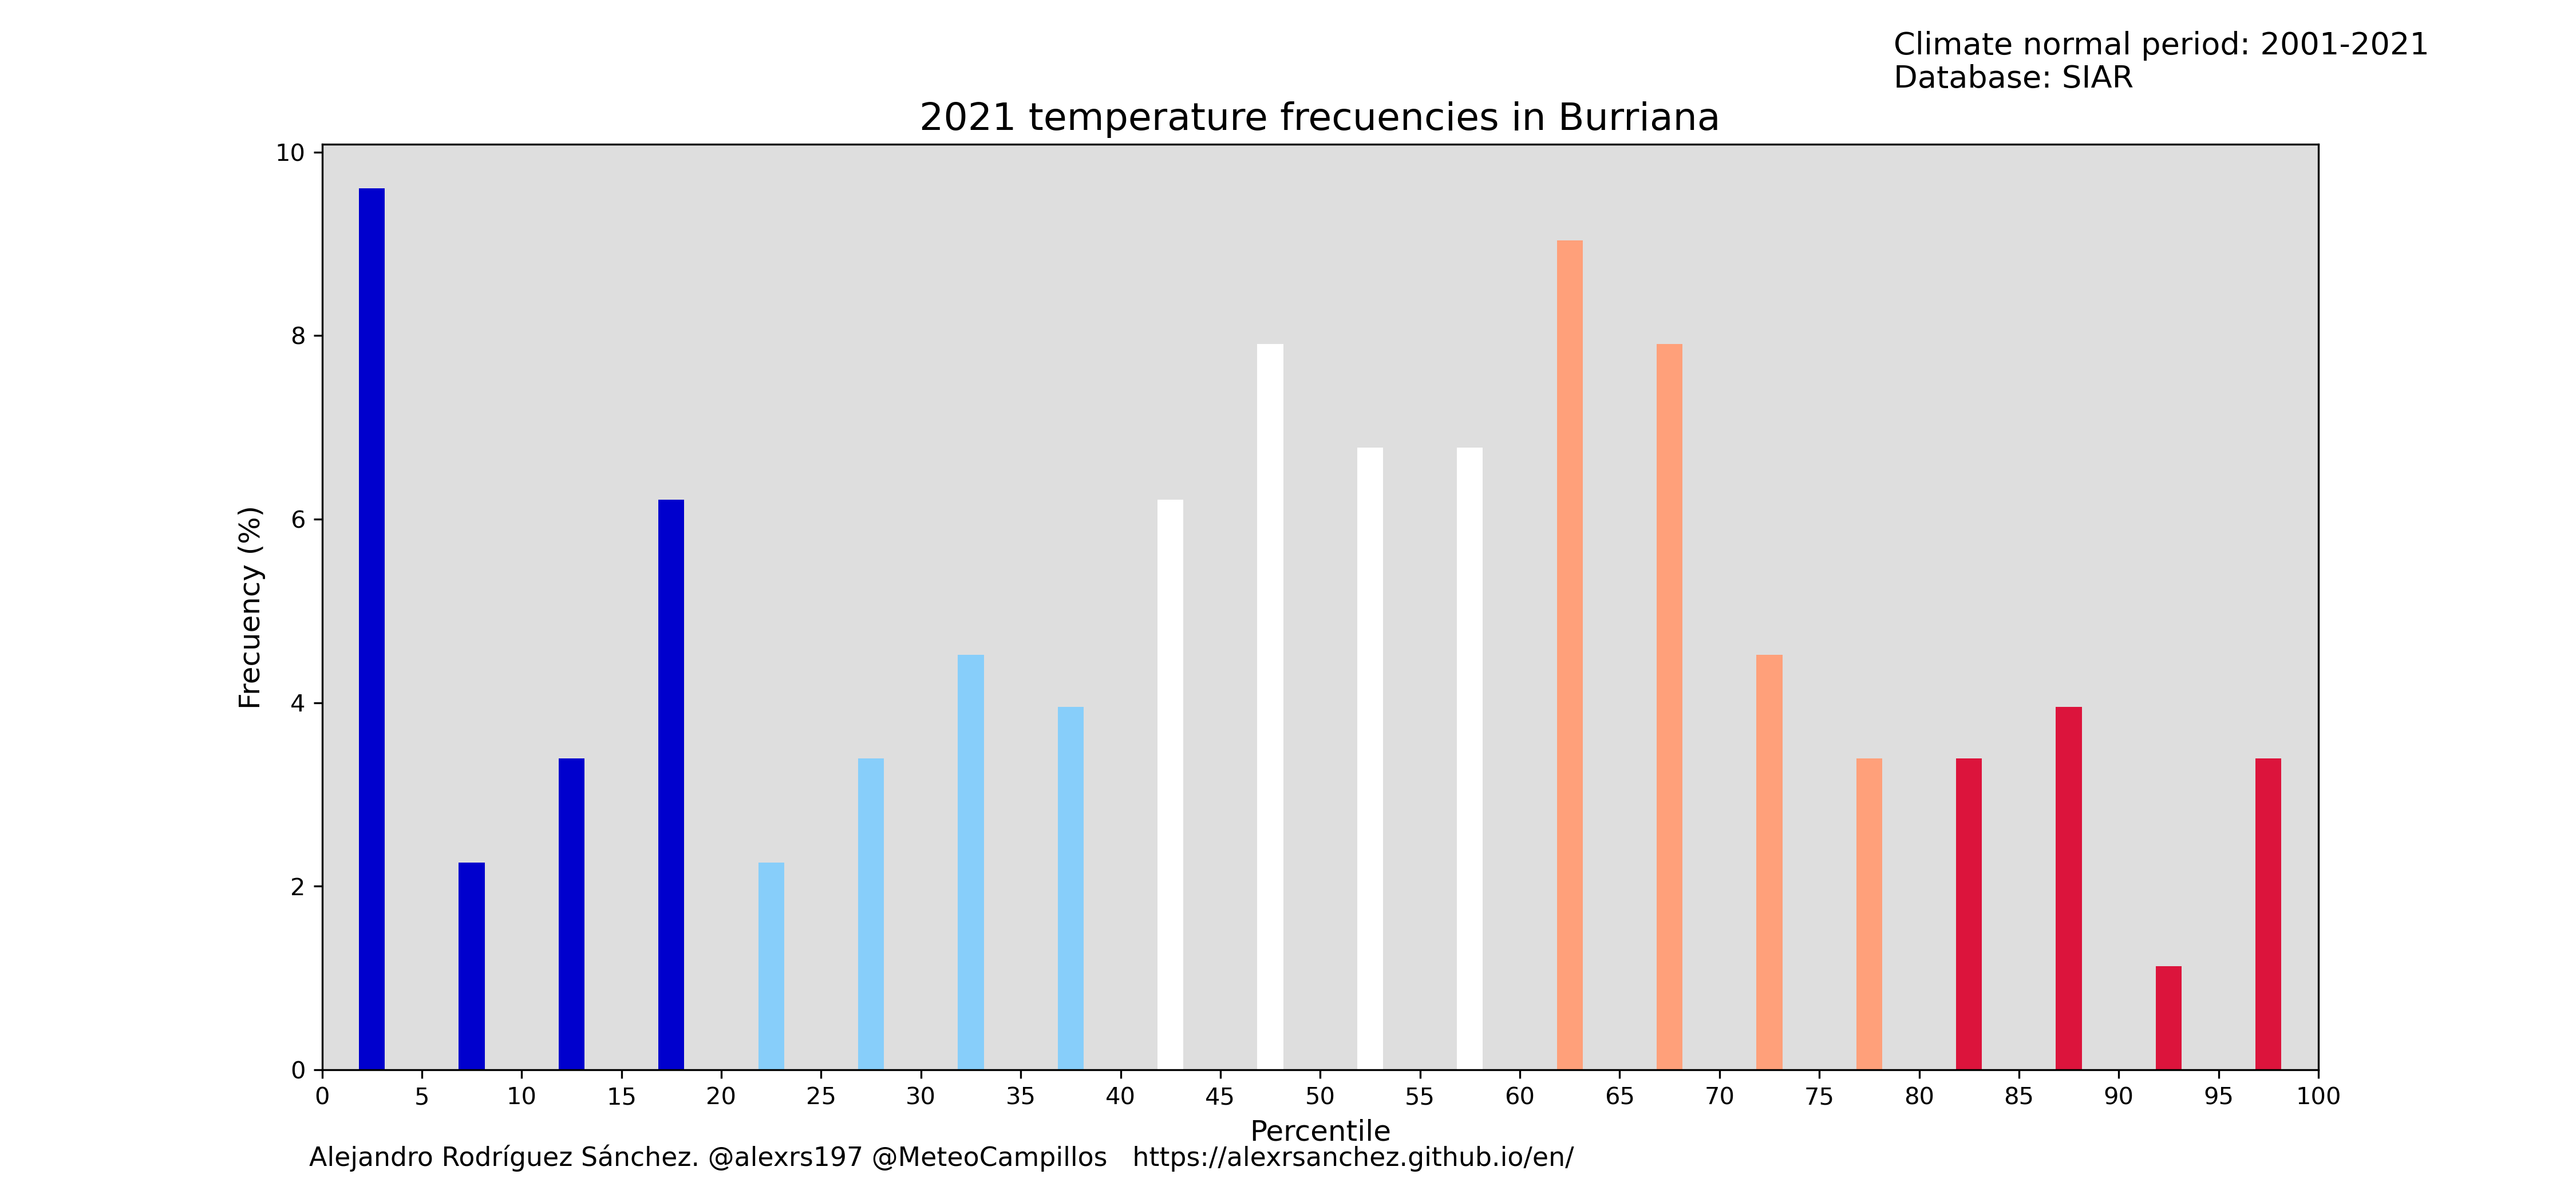 Climate normal period: 2001-2021
Database: SIAR
2021 temperature frecuencies in Burriana
10
8
6
4
2
0
Frecuency (%)
0 5 10 15 20 25 30 35 40 45 50 55 60 65 70 75 80 85 90 95 100
Percentile
Alejandro Rodríguez Sánchez. @alexrs197 @MeteoCampillos https://alexrsanchez.github.io/en/